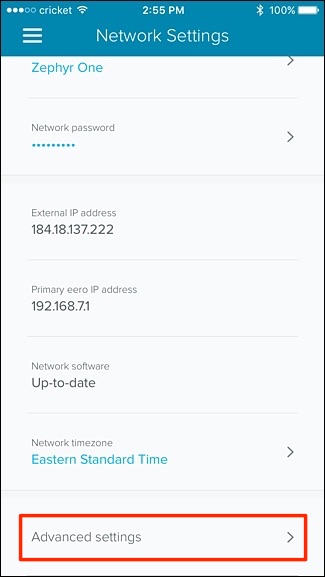 cricket 2:55 PM 100%
Network Settings
Zephyr One
Network password
•••••••••
External IP address
184.18.137.222
Primary eero IP address
192.168.7.1
Network software
Up-to-date
Network timezone
Eastern Standard Time
Advanced settings